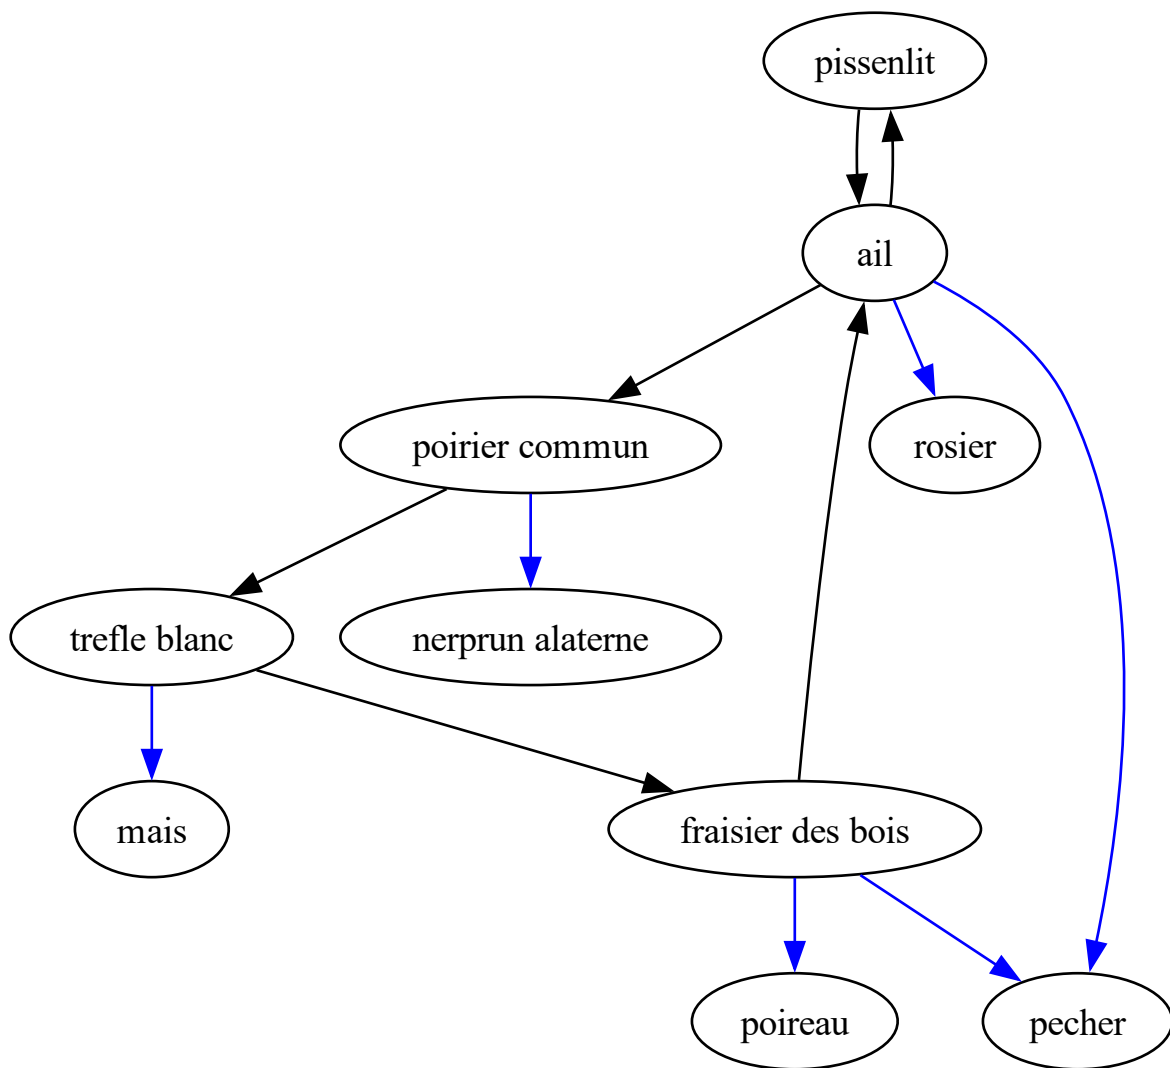 pissenlit
ail
poirier commun
rosier
trefle blanc
nerprun alaterne
mais
fraisier des bois
poireau
pecher